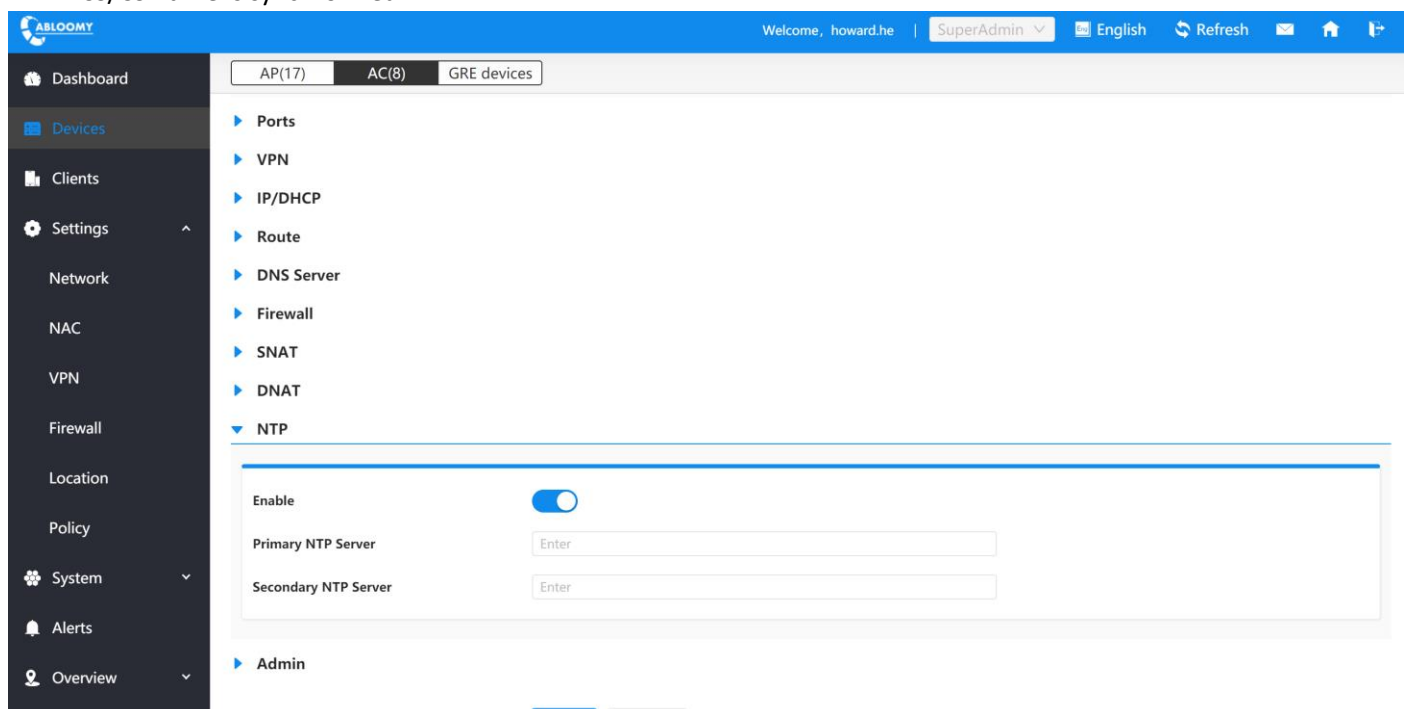 ABLOOMY
Welcome, howard.he | SuperAdmin English Refresh
Dashboard
Devices
Clients
Settings
Network
NAC
VPN
Firewall
Location
Policy
System
Alerts
Overview
AP(17) AC(8) GRE devices
Ports
VPN
IP/DHCP
Route
DNS Server
Firewall
SNAT
DNAT
NTP
Enable
Primary NTP Server Enter
Secondary NTP Server Enter
Admin